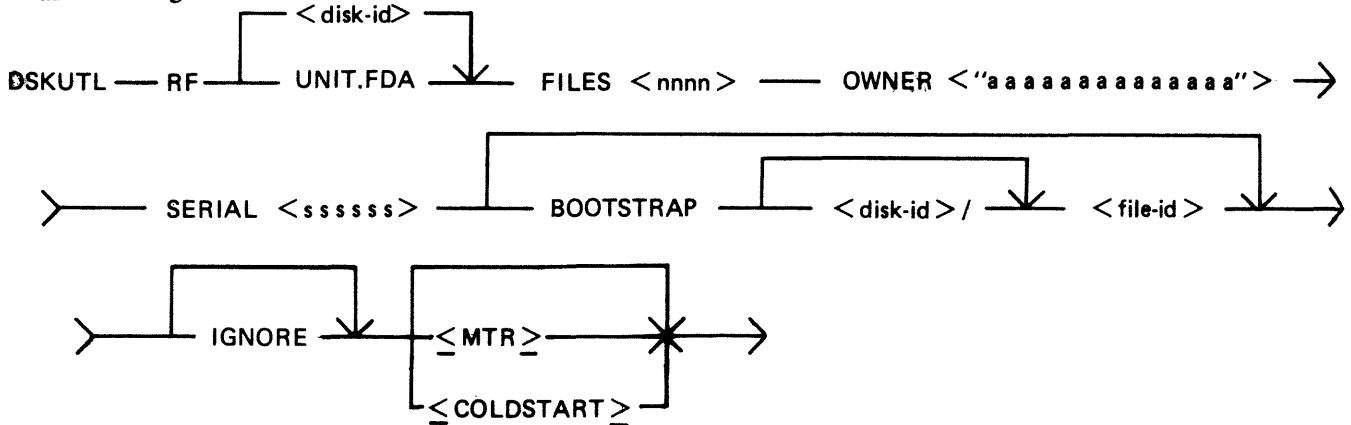 <disk-id>
DSKUTL RF UNIT.FDA FILES <nnnn> OWNER <"aaaaaaaaaaaaaa">
SERIAL <ssssss> BOOTSTRAP <disk-id>/ <file-id>
IGNORE <MTR>
<COLDSTART>